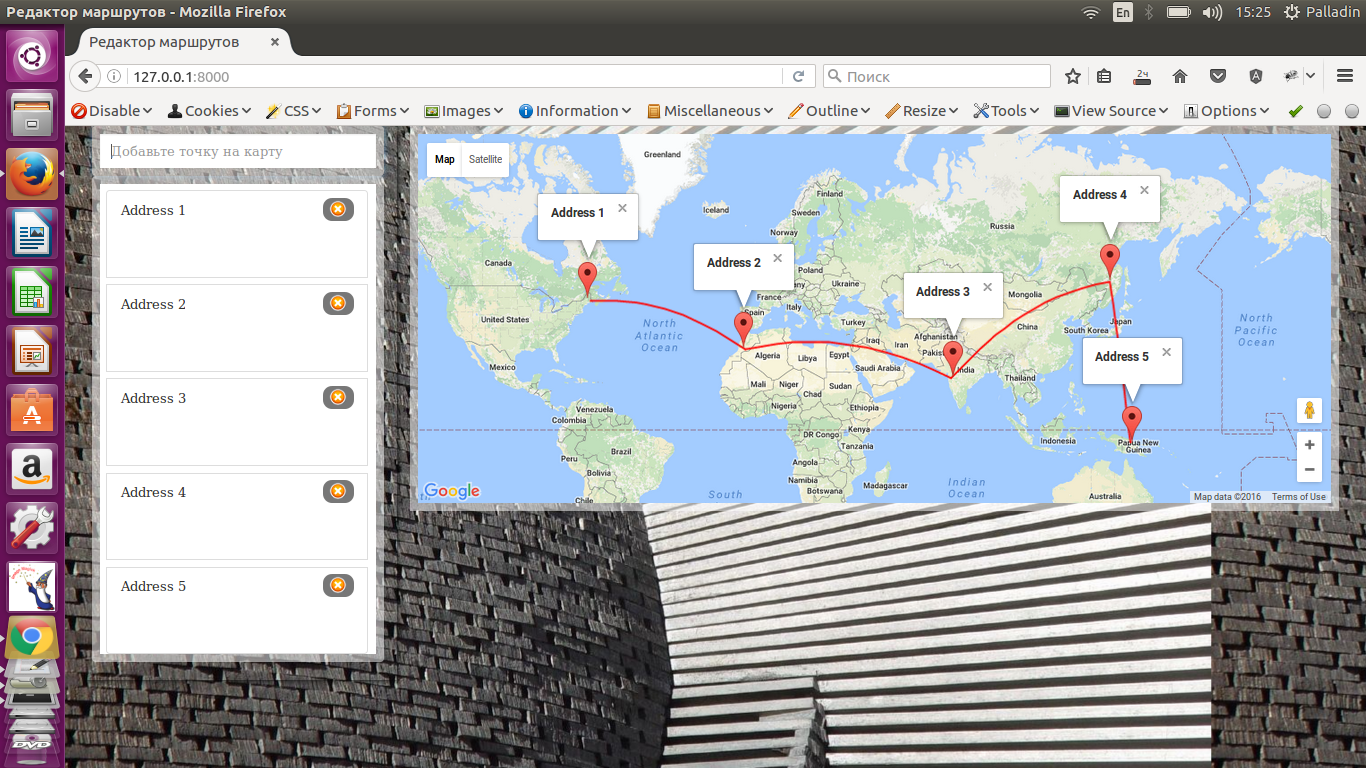 Редактор маршрутов - Mozilla Firefox
En
15:25
Palladin
Редактор маршрутов
127.0.0.1:8000
Поиск
2ч
Disable
Cookies
CSS
Forms
Images
Information
Miscellaneous
Outline
Resize
Tools
View Source
Options
Добавьте точку на карту
Address 1
Address 2
Address 3
Address 4
Address 5
Map
Satellite
Greenland
Iceland
Finland
Sweden
Norway
Russia
Canada
Address 1
Address 2
Address 3
Address 4
Address 5
Poland
Ukraine
France
Italy
Spain
Mongolia
United States
North
Atlantic
Ocean
Turkey
Afghanistan
China
South Korea
Japan
North
Pacific
Ocean
Iraq
Iran
Algeria
Libya
Egypt
Saudi Arabia
India
Mexico
Thailand
Mali
Niger
Chad
Sudan
Nigeria
Ethiopia
Venezuela
Colombia
Kenya
DR Congo
Tanzania
Indonesia
Papua New
Guinea
Peru
Brazil
Angola
Bolivia
Namibia
Botswana
Madagascar
Chile
South
Indian
Ocean
Australia
Google
Map data ©2016
Terms of Use